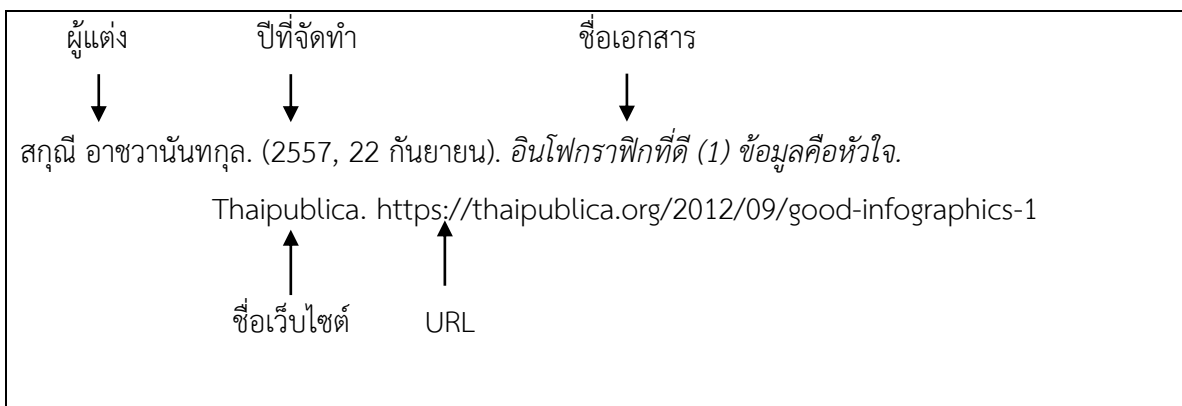 ผู้แต่ง ปีที่จัดทำ ชื่อเอกสาร
สกุณี อาชวานันทกุล. (2557, 22 กันยายน). อินโฟกราฟิกที่ดี (1) ข้อมูลคือหัวใจ.
Thaipublica. https://thaipublica.org/2012/09/good-infographics-1
ชื่อเว็บไซต์ URL